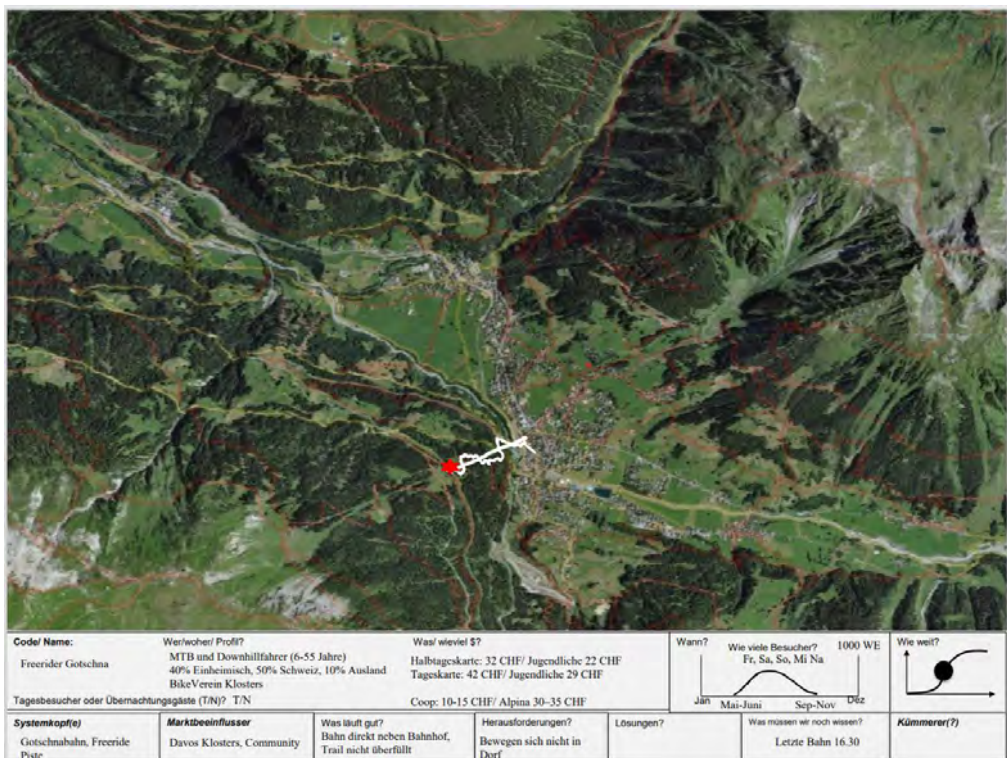 Code/ Name:
Freerider Gotschna
Wer/woher/ Profil?
MTB und Downhillfahrer (6-55 Jahre)
40% Einheimisch, 50% Schweiz, 10% Ausland
BikeVerein Klosters
Tagesbesucher oder Übernachtungsgäste (T/N)? T/N
Was/ wieviel $?
Halbtagskarte: 32 CHF/ Jugendliche 22 CHF
Tageskarte: 42 CHF/ Jugendliche 29 CHF
Coop: 10-15 CHF/ Alpina 30–35 CHF
Wann?
Wie viele Besucher?
1000 WE
Fr, Sa, So, Mi Na
Jan
Mai-Juni
Sep-Nov
Dez
Wie weit?
Systemkopf(e)
Gotschnabahn, Freeride
Piste
Marktbeeinflusser
Davos Klosters, Community
Was läuft gut?
Bahn direkt neben Bahnhof,
Trail nicht überfüllt
Herausforderungen?
Bewegen sich nicht in
Dorf
Lösungen?
Was müssen wir noch wissen?
Letzte Bahn 16.30
Kümmerer(?)